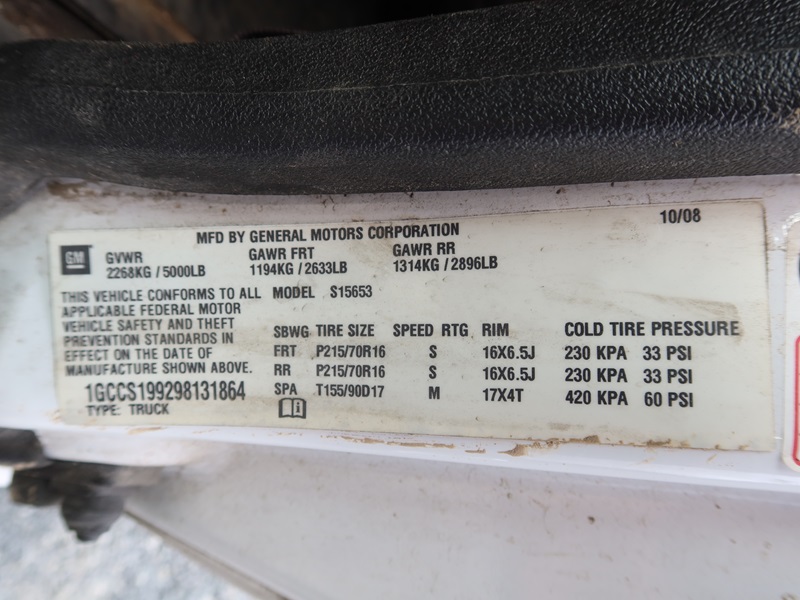 10/08
MFD BY GENERAL MOTORS CORPORATION
GM GVWR GAWR FRT GAWR RR
2268KG / 5000LB 1194KG / 2633LB 1314KG / 2896LB
THIS VEHICLE CONFORMS TO ALL MODEL S15653
APPLICABLE FEDERAL MOTOR
VEHICLE SAFETY AND THEFT
PREVENTION STANDARDS IN
EFFECT ON THE DATE OF
MANUFACTURE SHOWN ABOVE.
1GCCS199298131864
TYPE: TRUCK
SBWG TIRE SIZE SPEED RTG RIM COLD TIRE PRESSURE
FRT P215/70R16 S 16X6.5J 230 KPA 33 PSI
RR P215/70R16 S 16X6.5J 230 KPA 33 PSI
SPA T155/90D17 M 17X4T 420 KPA 60 PSI